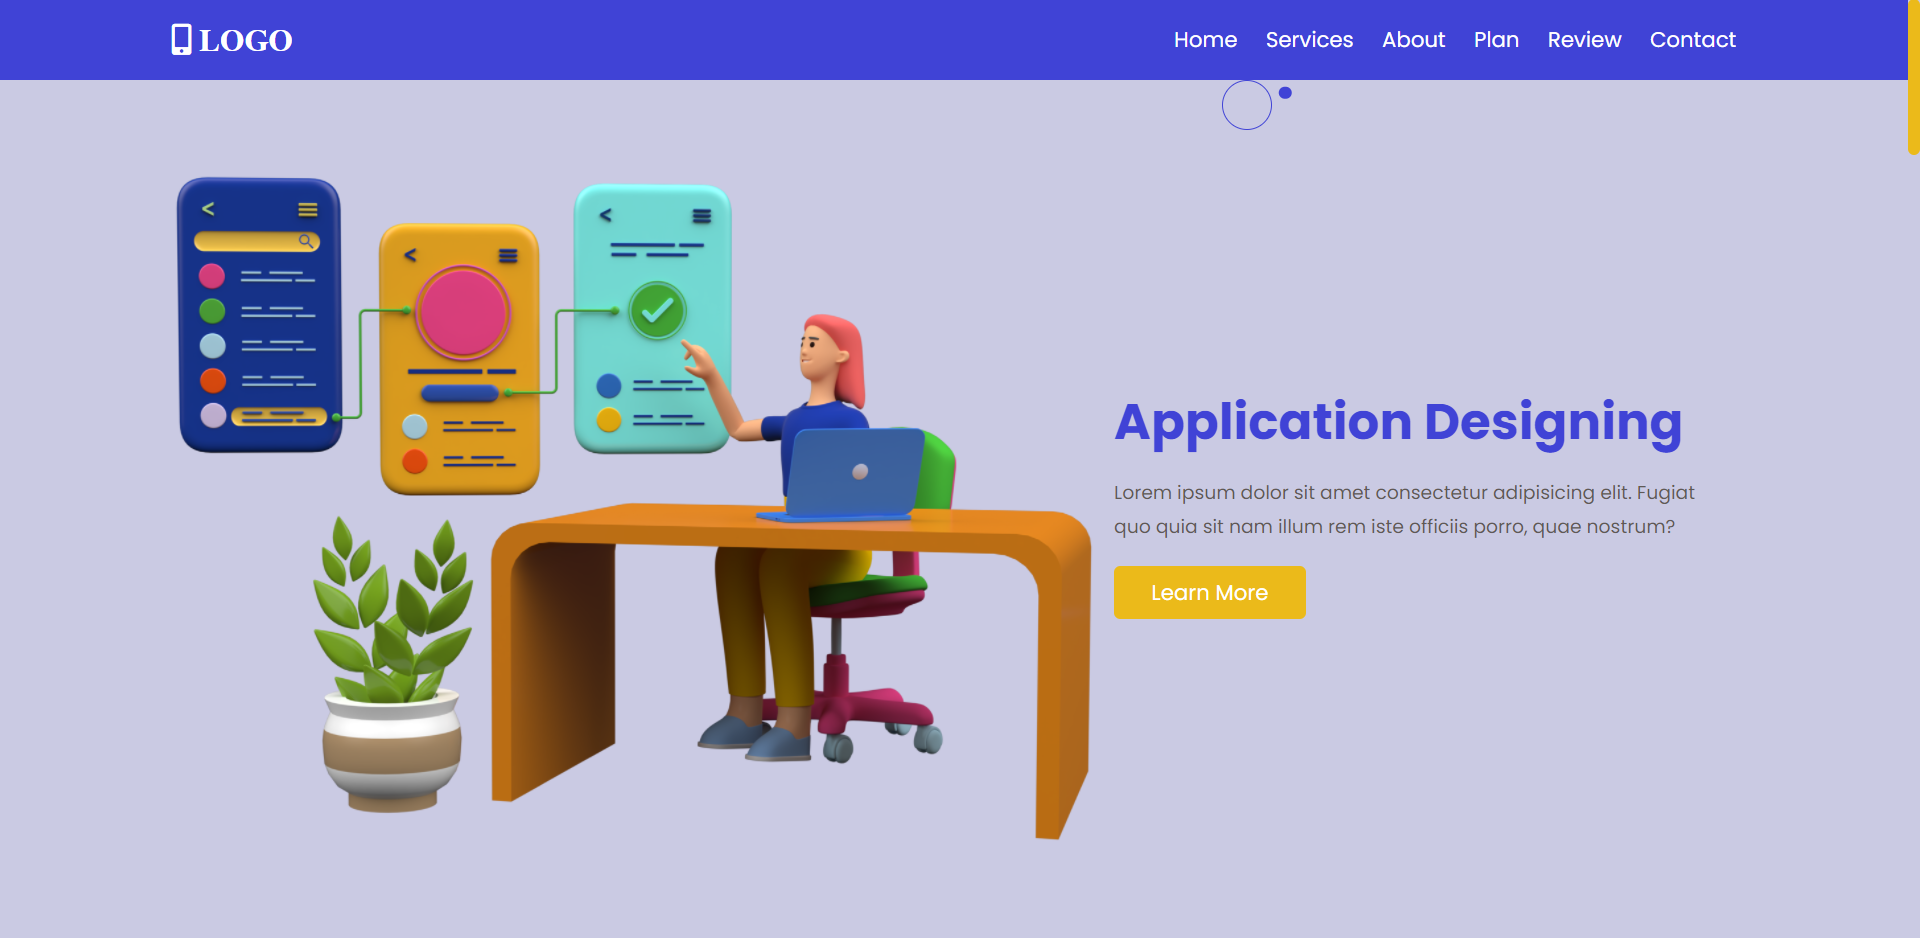 LOGO
Home Services About Plan Review Contact
Application Designing
Lorem ipsum dolor sit amet consectetur adipisicing elit. Fugiat
quo quia sit nam illum rem iste officiis porro, quae nostrum?
Learn More